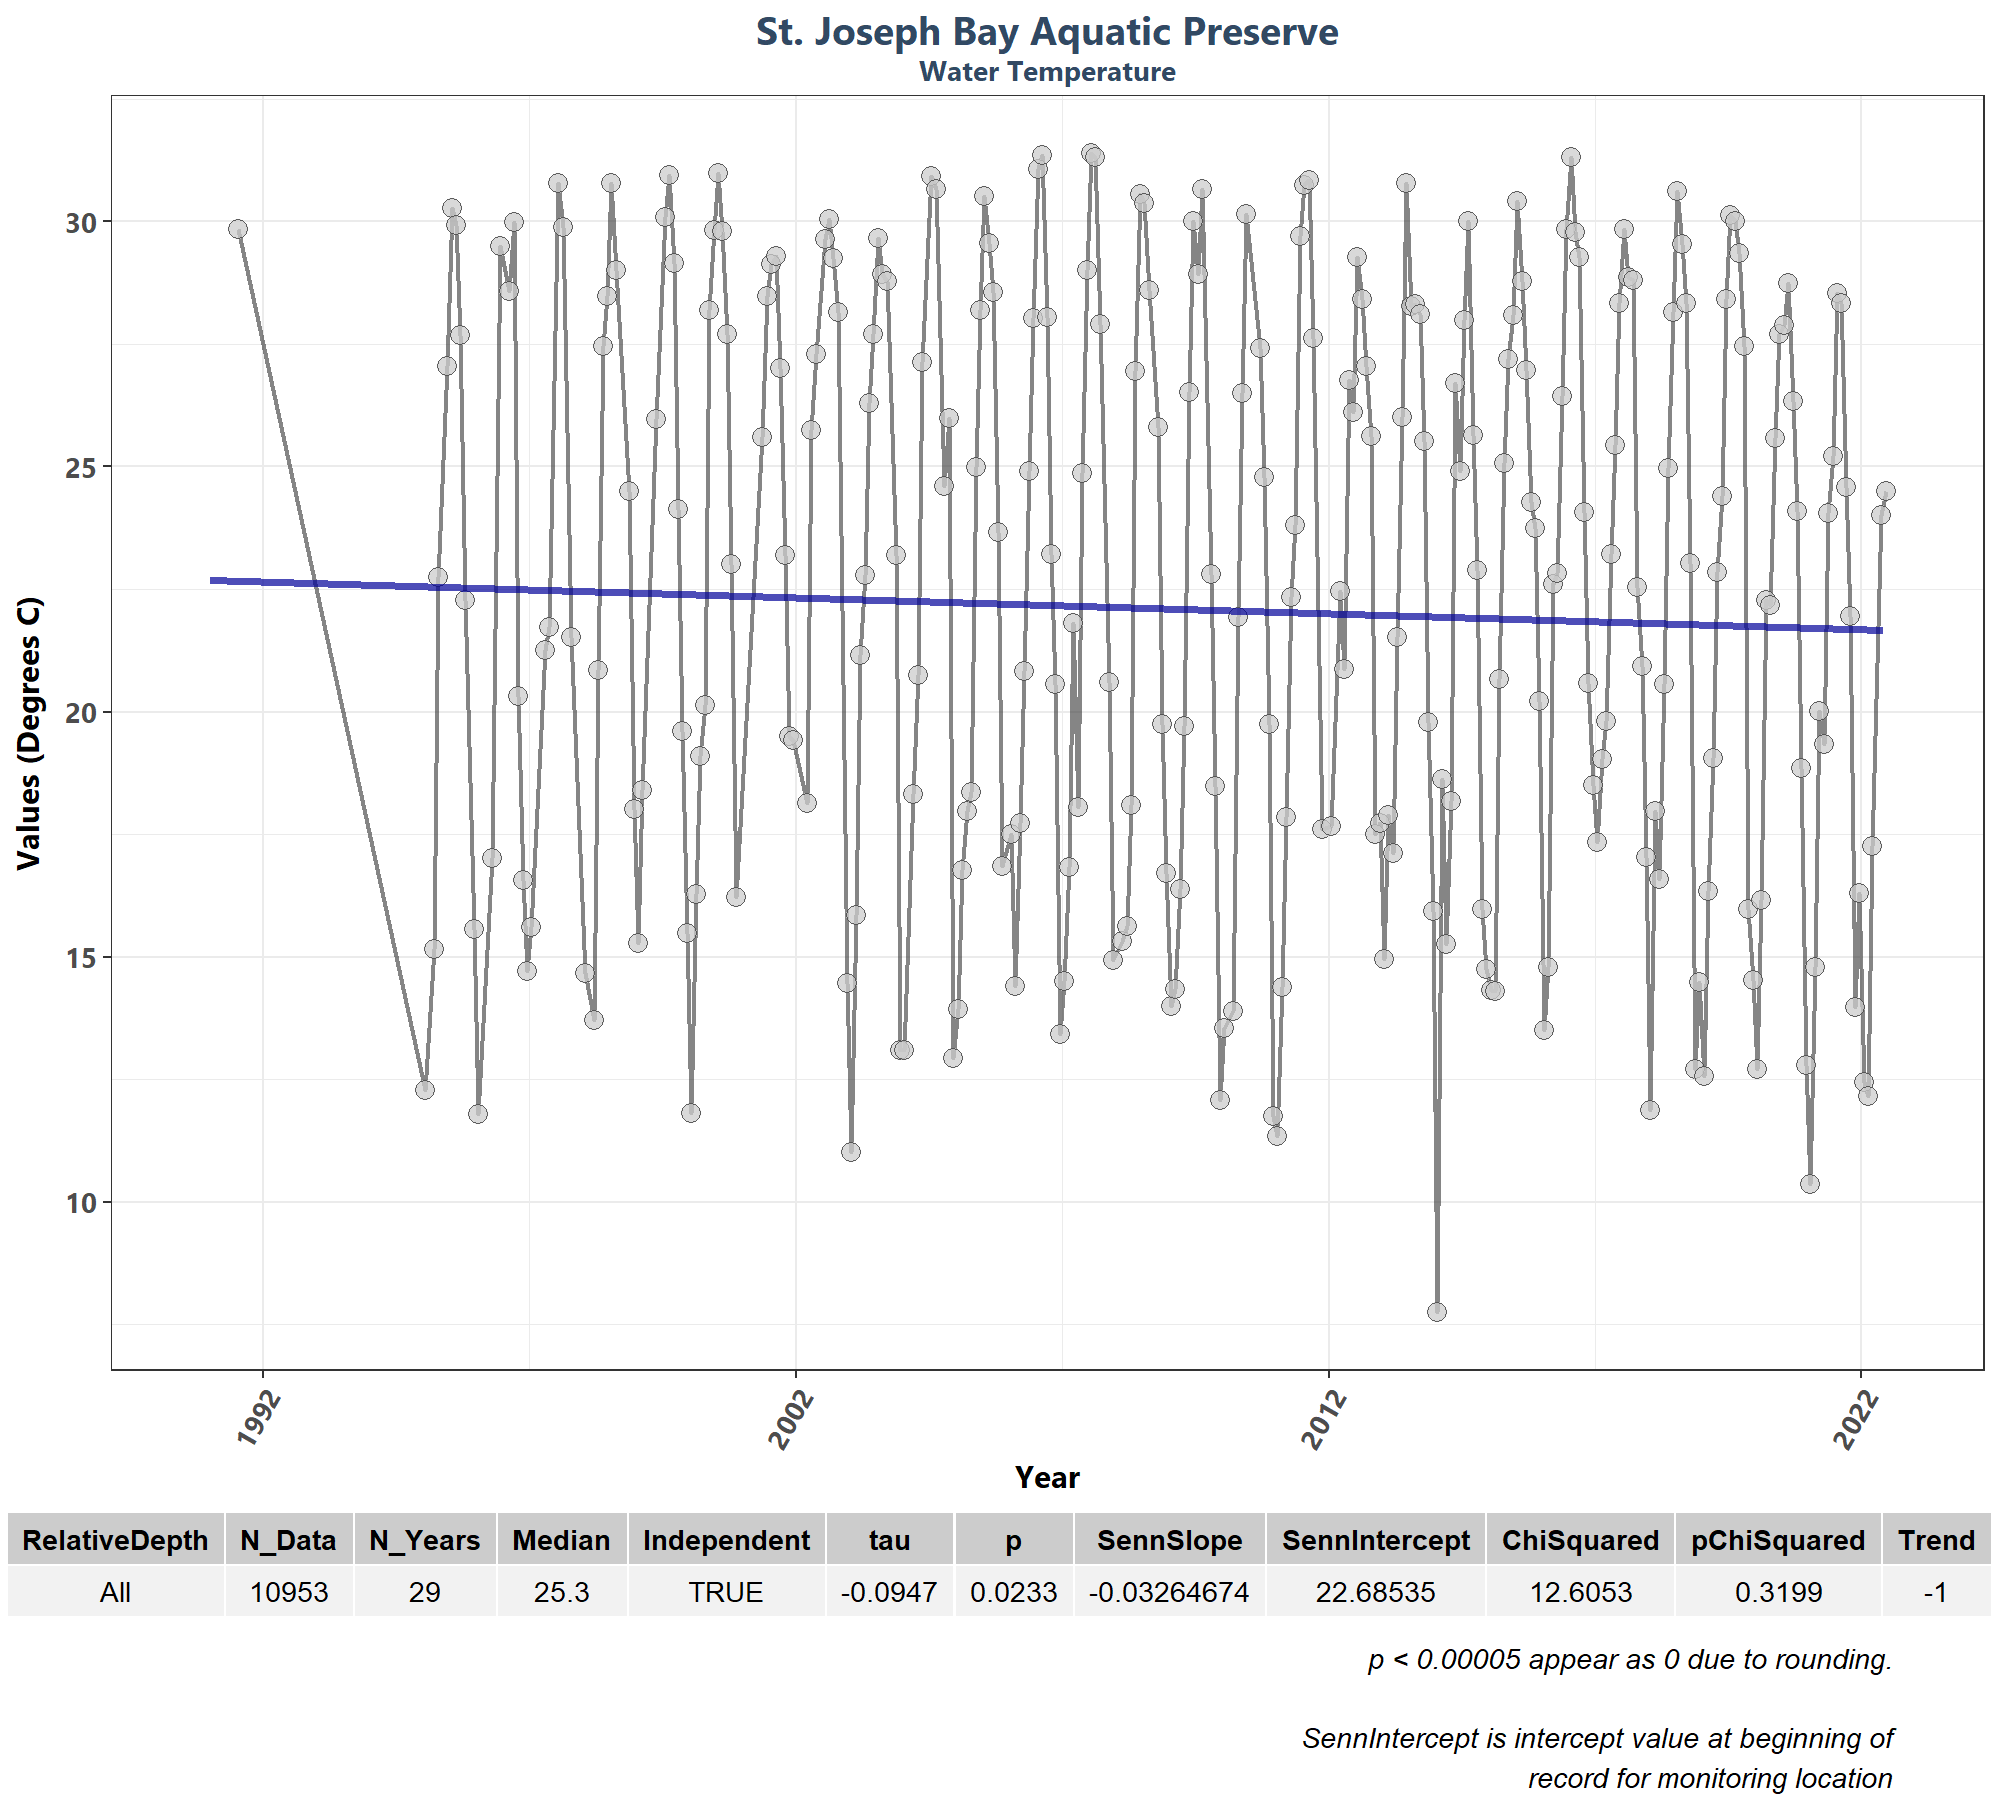 St. Joseph Bay Aquatic Preserve
Water Temperature
Values (Degrees C)
30
25
20
15
10
1992 2002 2012 2022
Year
RelativeDepth N_Data N_Years Median Independent tau p SennSlope SennIntercept ChiSquared pChiSquared Trend
All 10953 29 25.3 TRUE -0.0947 0.0233 -0.03264674 22.68535 12.6053 0.3199 -1
p < 0.00005 appear as 0 due to rounding.
SennIntercept is intercept value at beginning of
record for monitoring location